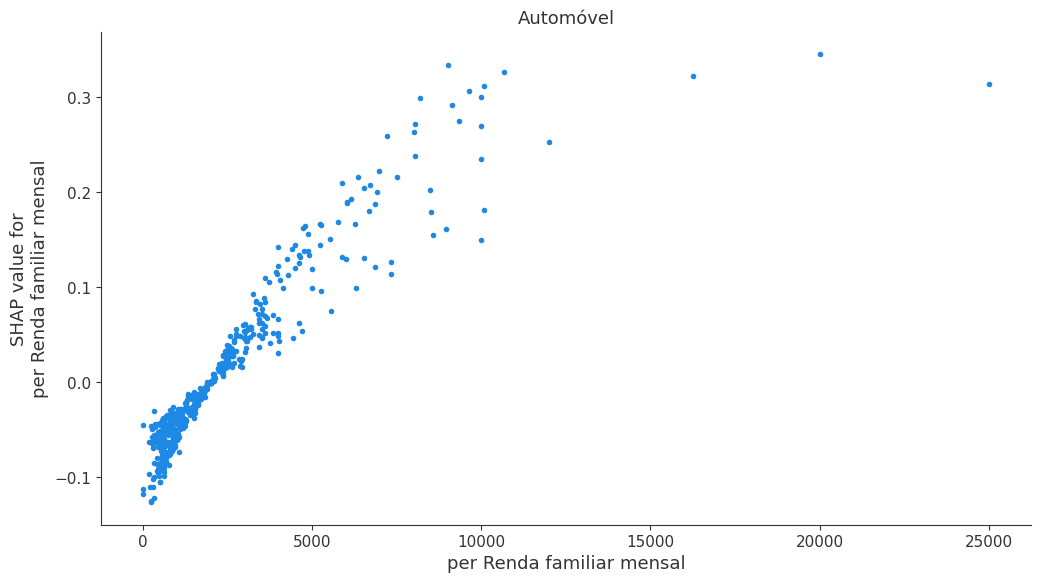 Automóvel
SHAP value for
per Renda familiar mensal
0.3
0.2
0.1
0.0
−0.1
0
5000
10000
15000
20000
25000
per Renda familiar mensal